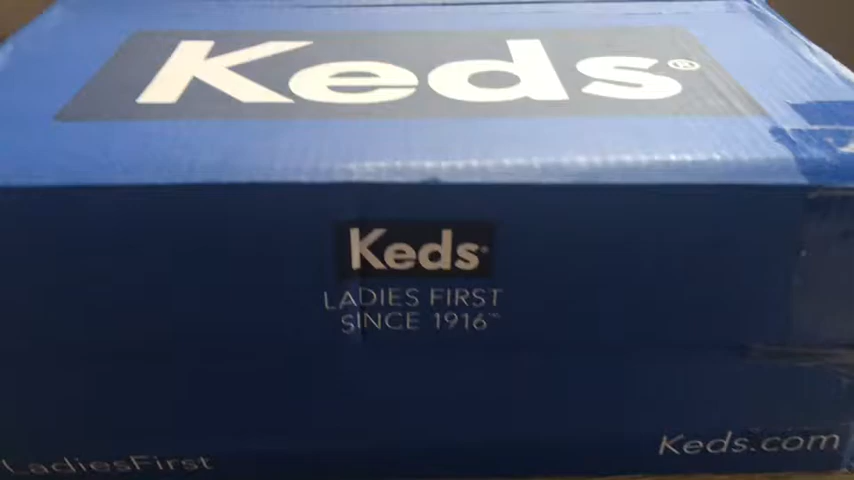 Keds®
Keds
LADIES FIRST
SINCE 1916™
Keds.com
LadiesFirst